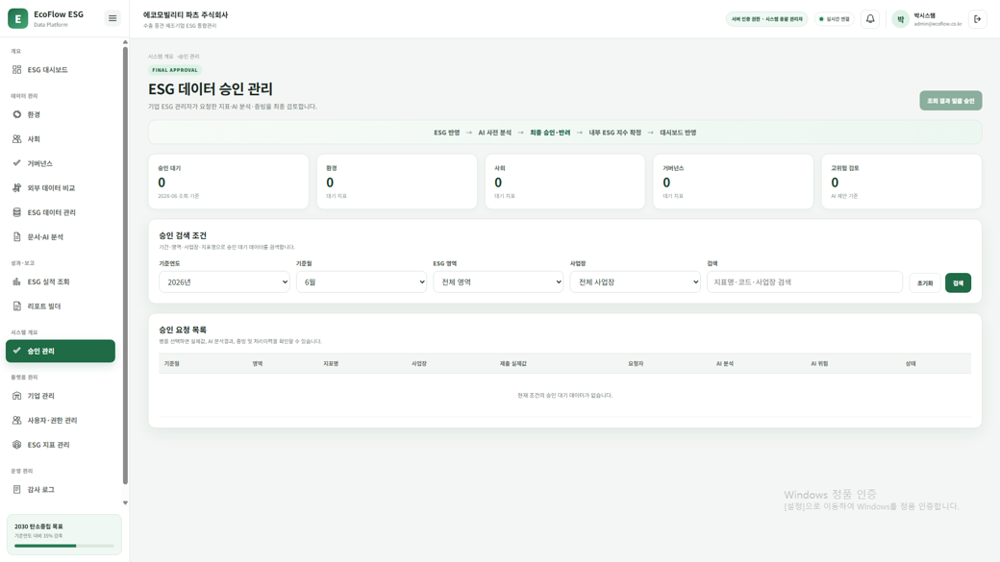 E
EcoFlow ESG
Data Platform
에코모빌리티 파츠 주식회사
수출 중견 제조기업 ESG 통합관리
서버 인증 권한 · 시스템 총괄 관리자
실시간 연결
박
박시스템
admin@ecoflow.co.kr
개요
ESG 대시보드
데이터 관리
환경
사회
거버넌스
외부 데이터 비교
ESG 데이터 관리
문서·AI 분석
성과·보고
ESG 실적 조회
리포트 빌더
시스템 개요
승인 관리
플랫폼 관리
기업 관리
사용자·권한 관리
ESG 지표 관리
운영 관리
감사 로그
2030 탄소중립 목표
기준연도 대비 35% 감축
시스템 개요 › 승인 관리
FINAL APPROVAL
ESG 데이터 승인 관리
기업 ESG 관리자가 요청한 지표·AI 분석·증빙을 최종 검토합니다.
조회 결과 일괄 승인
ESG 반영 → AI 사전 분석 → 최종 승인·반려 → 내부 ESG 지수 확정 → 대시보드 반영
승인 대기
0
2026-06 조회 기준
환경
0
대기 지표
사회
0
대기 지표
거버넌스
0
대기 지표
고위험 검토
0
AI 제안 기준
승인 검색 조건
기간·영역·사업장·지표명으로 승인 대기 데이터를 검색합니다.
기준연도 기준월 ESG 영역 사업장 검색
2026년 6월 전체 영역 전체 사업장 지표명·코드·사업장 검색 초기화 검색
승인 요청 목록
행을 선택하면 실제값, AI 분석결과, 증빙 및 처리이력을 확인할 수 있습니다.
기준월 영역 지표명 사업장 제출 실제값 요청자 AI 분석 AI 위험 상태
현재 조건의 승인 대기 데이터가 없습니다.
Windows 정품 인증
[설정]으로 이동하여 Windows를 정품 인증합니다.